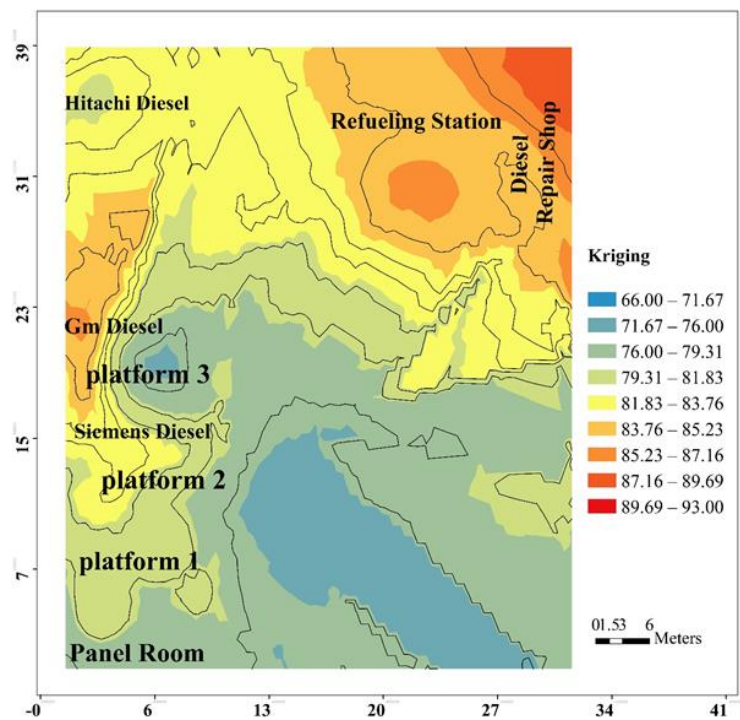 39
31
23
15
7
-0
6
13
20
27
34
41
Hitachi Diesel
Refueling Station
Diesel
Repair Shop
Gm Diesel
platform 3
Siemens Diesel
platform 2
platform 1
Panel Room
Kriging
66.00 – 71.67
71.67 – 76.00
76.00 – 79.31
79.31 – 81.83
81.83 – 83.76
83.76 – 85.23
85.23 – 87.16
87.16 – 89.69
89.69 – 93.00
01.53 6
Meters